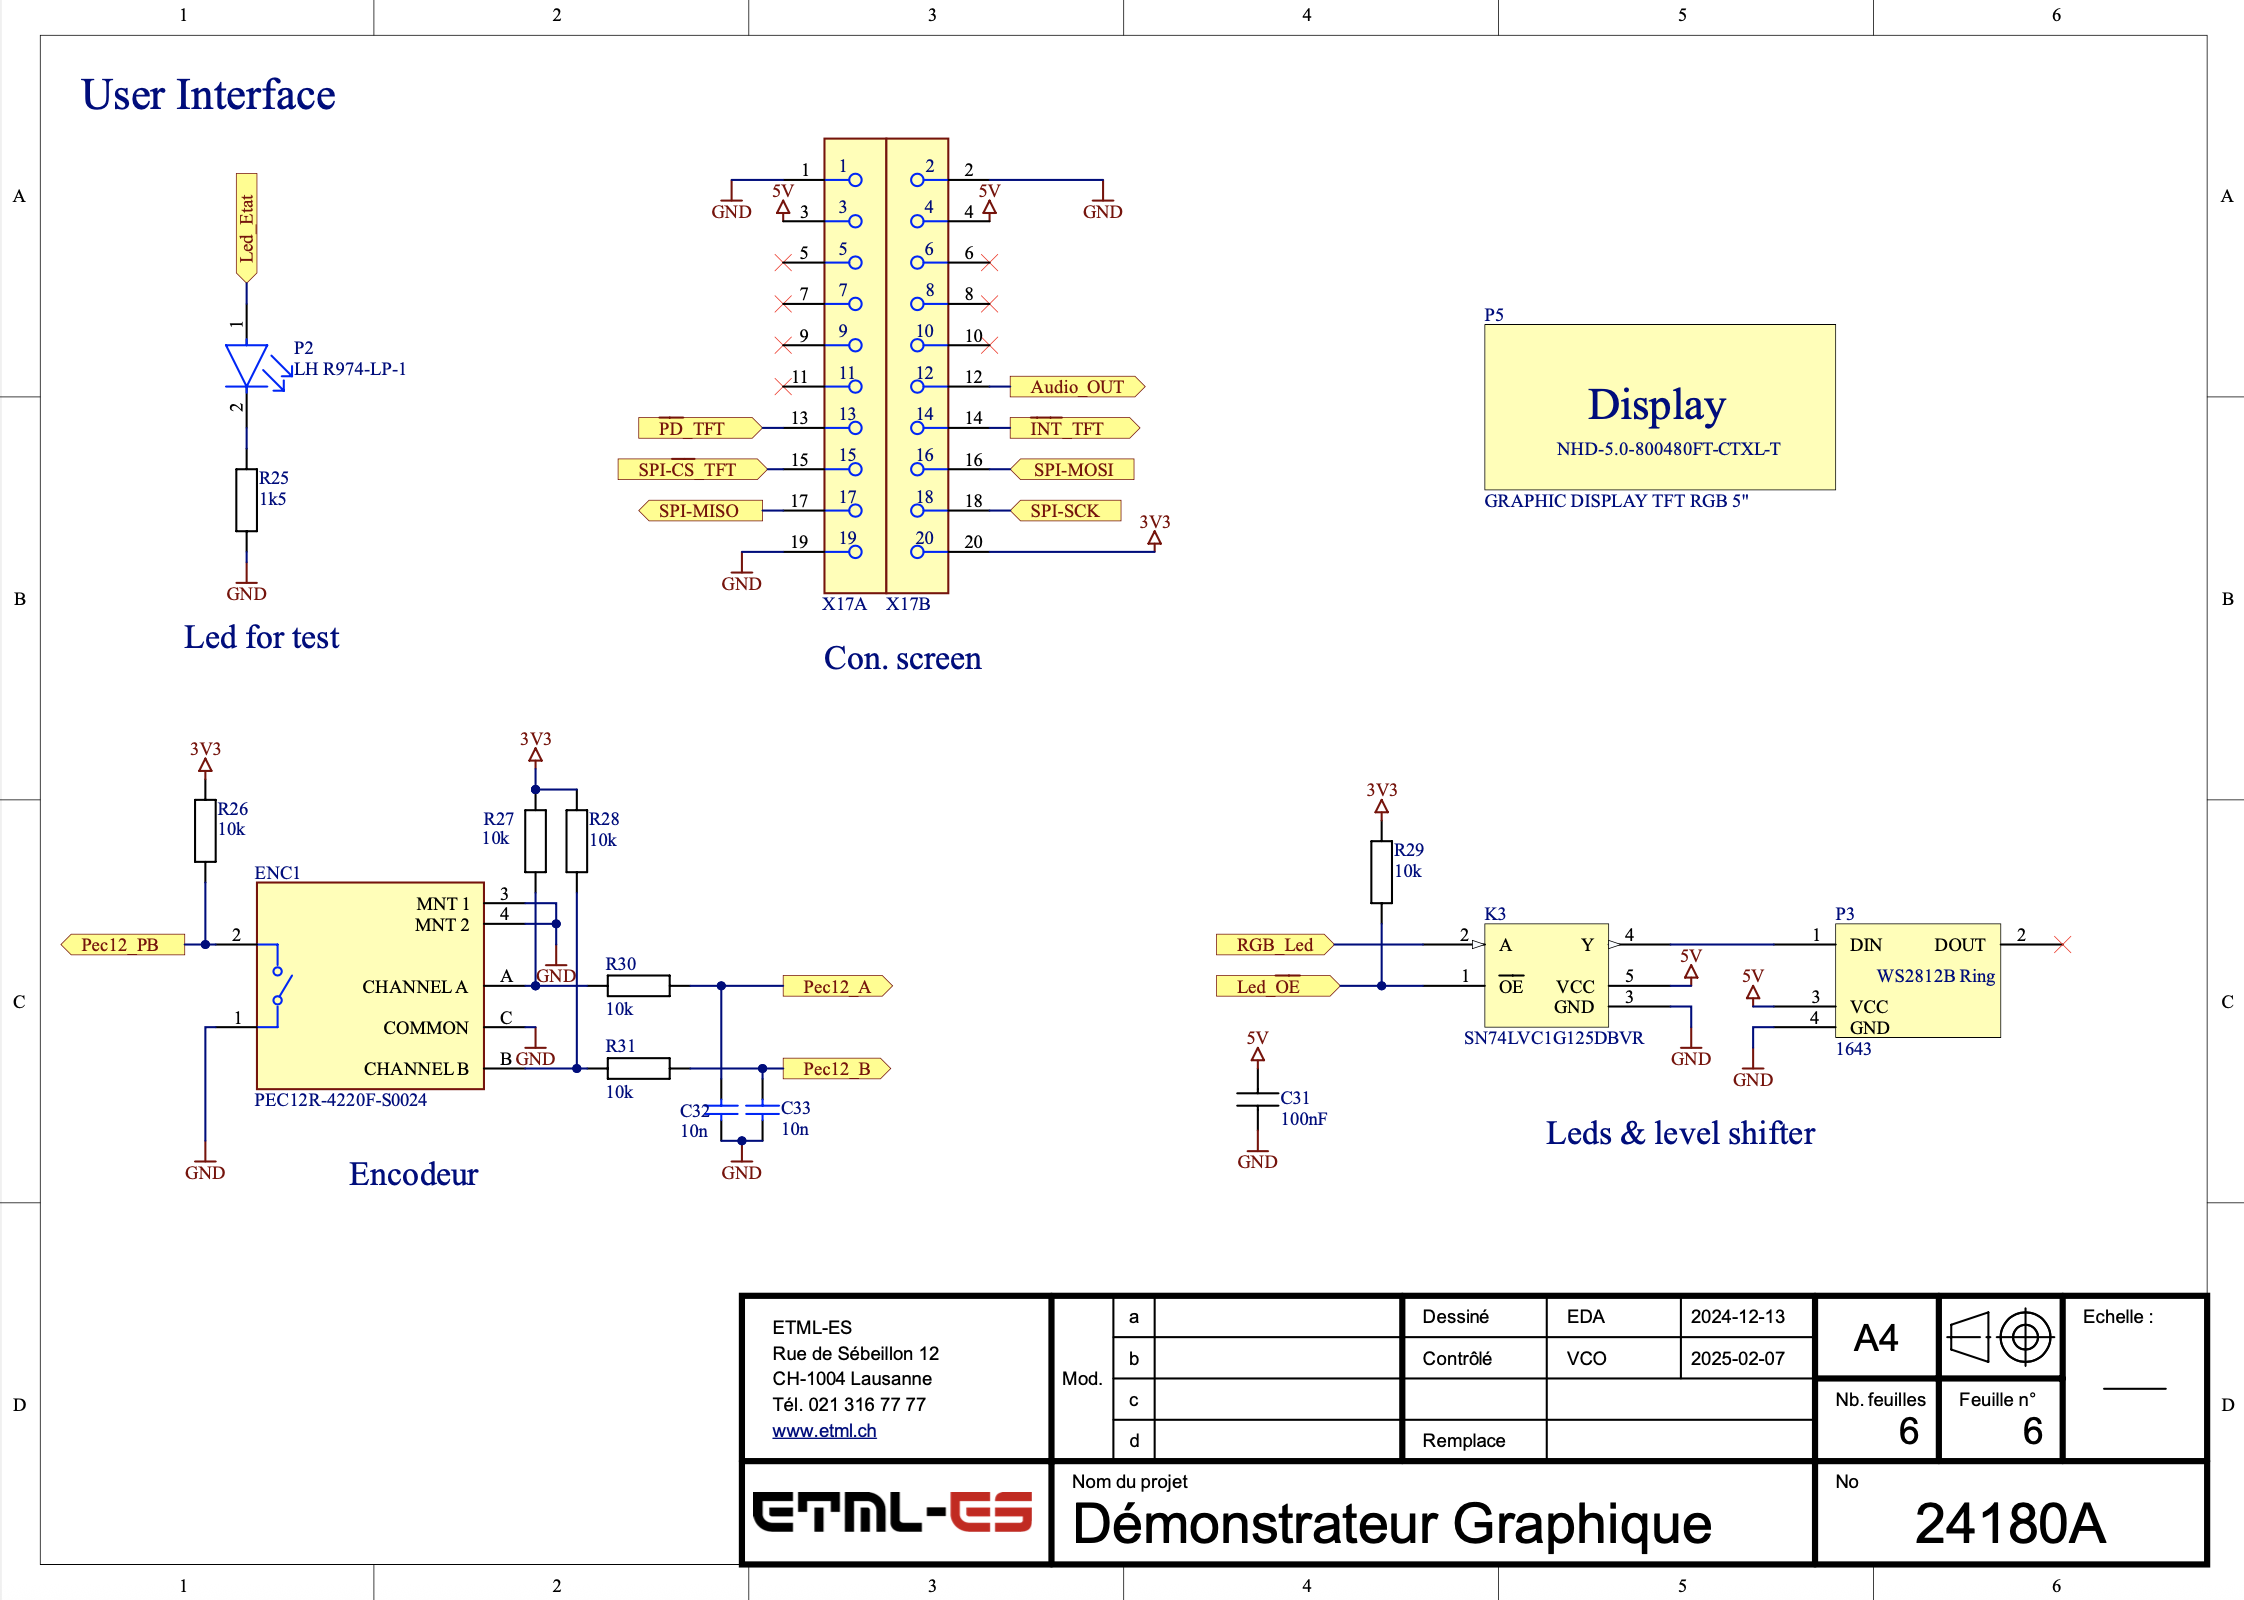 1 2 3 4 5 6
A A
B B
C C
D D
User Interface
Led_Etat
1
P2
LH R974-LP-1
2
R25
1k5
GND
Led for test
1 1 2 2
GND 5V 5V GND
3 3 4 4
5 5 6 6
7 7 8 8
9 9 10 10
11 11 12 12 Audio_OUT
PD_TFT 13 13 14 14 INT_TFT
SPI-CS_TFT 15 15 16 16 SPI-MOSI
SPI-MISO 17 17 18 18 SPI-SCK
3V3
19 19 20 20
GND
X17A X17B
Con. screen
P5
Display
NHD-5.0-800480FT-CTXL-T
GRAPHIC DISPLAY TFT RGB 5"
3V3
R26
10k
3V3
R27
10k
R28
10k
ENC1
MNT 1 3
MNT 2 4
Pec12_PB 2
GND
CHANNEL A A
R30
10k
Pec12_A
1
COMMON C
GND
CHANNEL B B
R31
10k
Pec12_B
PEC12R-4220F-S0024
C32
10n
C33
10n
GND
GND
Encodeur
3V3
R29
10k
K3
RGB_Led 2 A Y 4
Led_OE 1 OE VCC 5
5V
GND 3
SN74LVC1G125DBVR
GND
P3
1 DIN DOUT 2
WS2812B Ring
5V
3 VCC
4 GND
1643
GND
5V
C31
100nF
GND
Leds & level shifter
ETML-ES
Rue de Sébeillon 12
CH-1004 Lausanne
Tél. 021 316 77 77
www.etml.ch
Mod.
a
b
c
d
Dessiné EDA 2024-12-13
Contrôlé VCO 2025-02-07
Remplace
A4
Echelle :
Nb. feuilles
6
Feuille n°
6
ETML-ES
Nom du projet
Démonstrateur Graphique
No
24180A
1 2 3 4 5 6